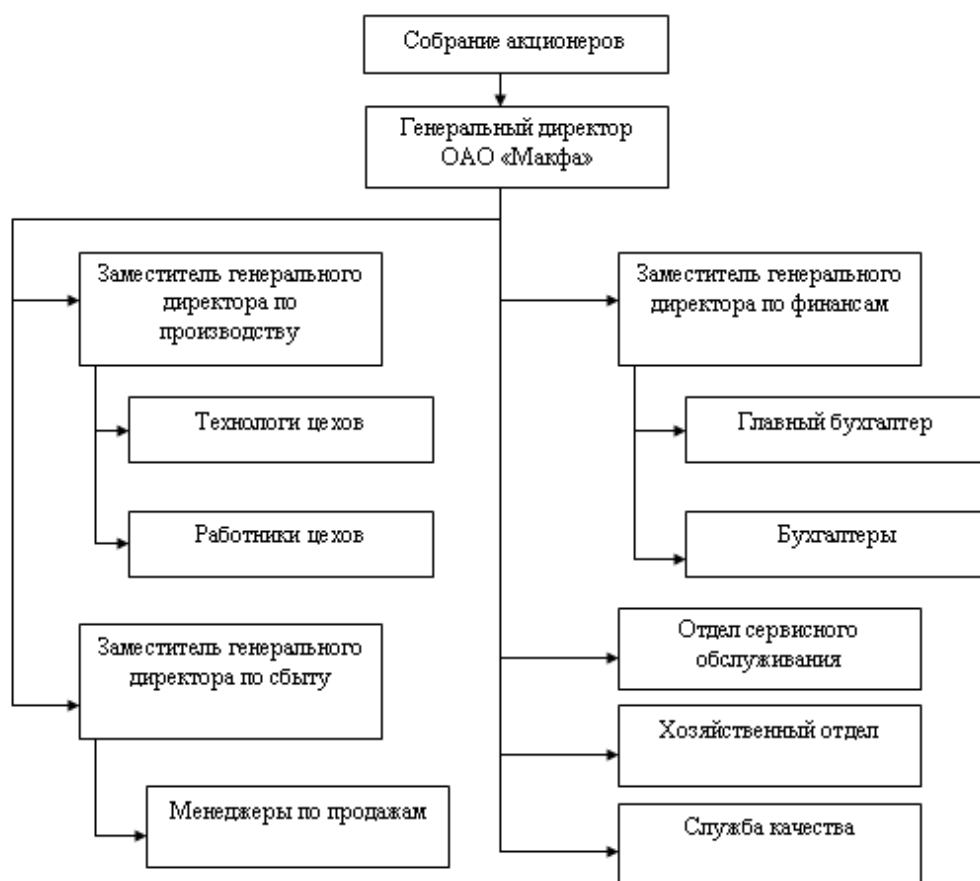 Собрание акционеров
Генеральный директор
ОАО «Макфа»
Заместитель генерального
директора по
производству
Технологи цехов
Работники цехов
Заместитель генерального
директора по сбыту
Менеджеры по продажам
Заместитель генерального
директора по финансам
Главный бухгалтер
Бухгалтеры
Отдел сервисного
обслуживания
Хозяйственный отдел
Служба качества